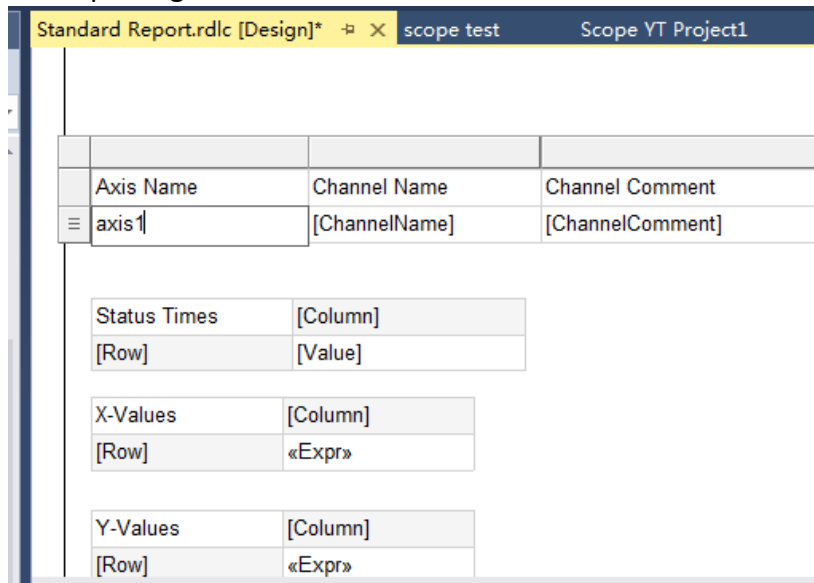 Standard Report.rdlc [Design]* scope test Scope YT Project1
Axis Name Channel Name Channel Comment
axis1 [ChannelName] [ChannelComment]
Status Times [Column]
[Row] [Value]
X-Values [Column]
[Row] «Expr»
Y-Values [Column]
[Row] «Expr»